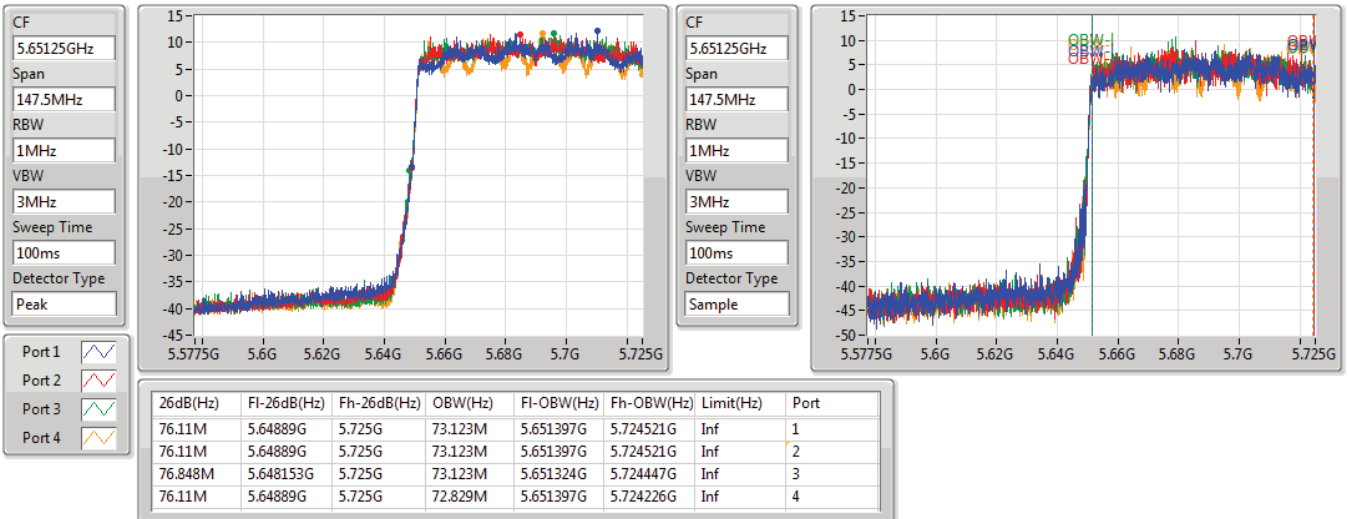 CF
5.65125GHz
Span
147.5MHz
RBW
1MHz
VBW
3MHz
Sweep Time
100ms
Detector Type
Peak
15
10
5
0
-5
-10
-15
-20
-25
-30
-35
-40
-45
5.5775G 5.6G 5.62G 5.64G 5.66G 5.68G 5.7G 5.725G
CF
5.65125GHz
Span
147.5MHz
RBW
1MHz
VBW
3MHz
Sweep Time
100ms
Detector Type
Sample
15
10
5
0
-5
-10
-15
-20
-25
-30
-35
-40
-45
-50
5.5775G 5.6G 5.62G 5.64G 5.66G 5.68G 5.7G 5.725G
Port 1
Port 2
Port 3
Port 4
26dB(Hz) Fl-26dB(Hz) Fh-26dB(Hz) OBW(Hz) Fl-OBW(Hz) Fh-OBW(Hz) Limit(Hz) Port
76.11M 5.64889G 5.725G 73.123M 5.651397G 5.724521G Inf 1
76.11M 5.64889G 5.725G 73.123M 5.651397G 5.724521G Inf 2
76.848M 5.648153G 5.725G 73.123M 5.651324G 5.724447G Inf 3
76.11M 5.64889G 5.725G 72.829M 5.651397G 5.724226G Inf 4